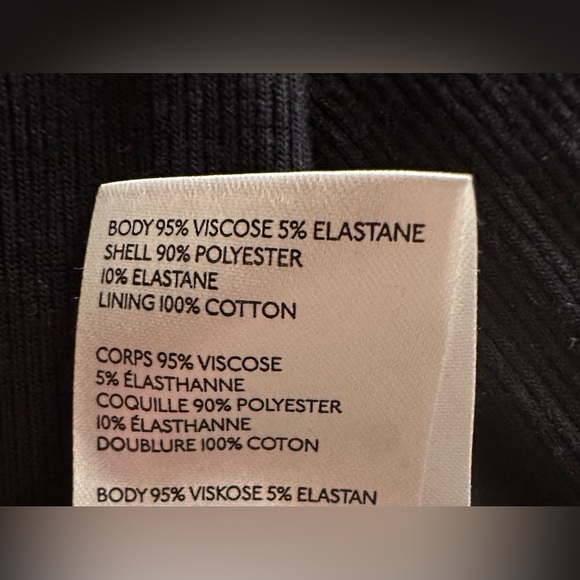 BODY 95% VISCOSE 5% ELASTANE
SHELL 90% POLYESTER
10% ELASTANE
LINING 100% COTTON
CORPS 95% VISCOSE
5% ÉLASTHANNE
COQUILLE 90% POLYESTER
10% ÉLASTHANNE
DOUBLURE 100% COTON
BODY 95% VISKOSE 5% ELASTAN